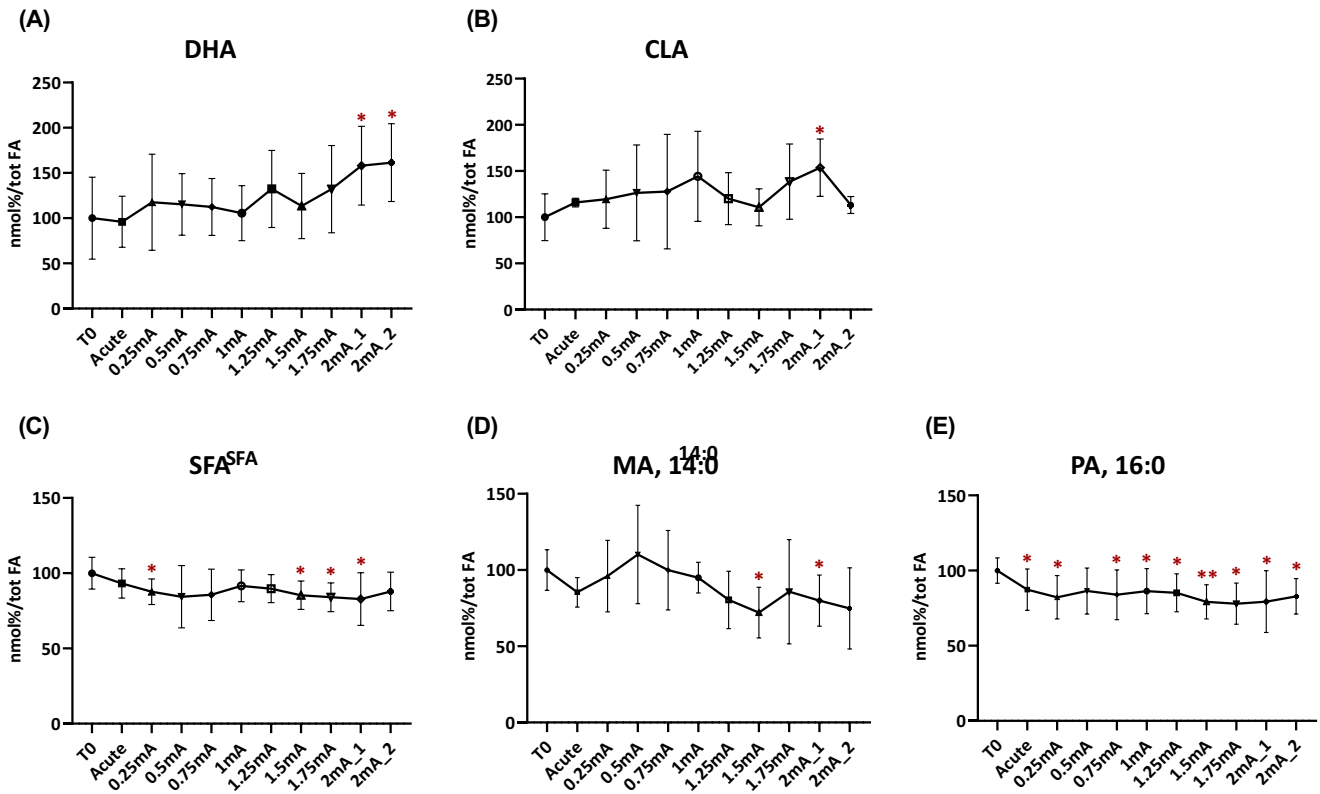 (A)
DHA
nmol%/tot FA
250
200
150
100
50
0
* *
T0 Acute 0.25mA 0.5mA 0.75mA 1mA 1.25mA 1.5mA 1.75mA 2mA_1 2mA_2
(B)
CLA
nmol%/tot FA
250
200
150
100
50
0
*
T0 Acute 0.25mA 0.5mA 0.75mA 1mA 1.25mA 1.5mA 1.75mA 2mA_1 2mA_2
(C)
SFA SFA
nmol%/tot FA
150
100
50
0
* * * *
T0 Acute 0.25mA 0.5mA 0.75mA 1mA 1.25mA 1.5mA 1.75mA 2mA_1 2mA_2
(D)
14:0
MA, 14:0
nmol%/tot FA
150
100
50
0
* *
T0 Acute 0.25mA 0.5mA 0.75mA 1mA 1.25mA 1.5mA 1.75mA 2mA_1 2mA_2
(E)
PA, 16:0
nmol%/tot FA
150
100
50
0
* * * * * ** * * *
T0 Acute 0.25mA 0.5mA 0.75mA 1mA 1.25mA 1.5mA 1.75mA 2mA_1 2mA_2